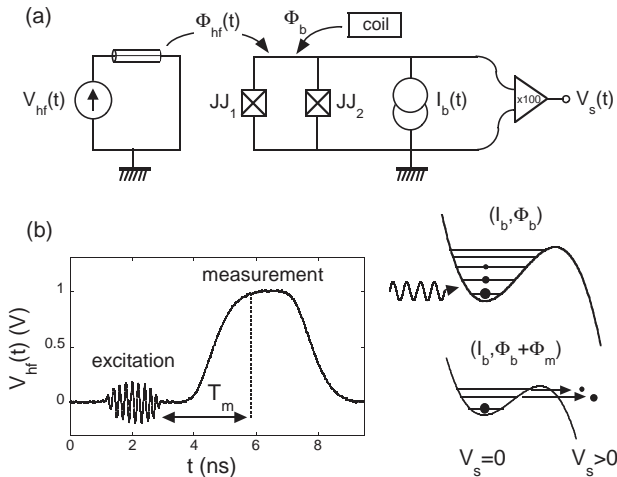 (a)
Φhf(t)
Φb
coil
Vhf(t)
JJ1
JJ2
Ib(t)
x100
Vs(t)
(b)
Vhf(t) (V)
1
0.5
0
excitation
measurement
Tm
0 2 4 6 8
t (ns)
(Ib,Φb)
(Ib,Φb+Φm)
Vs=0
Vs>0